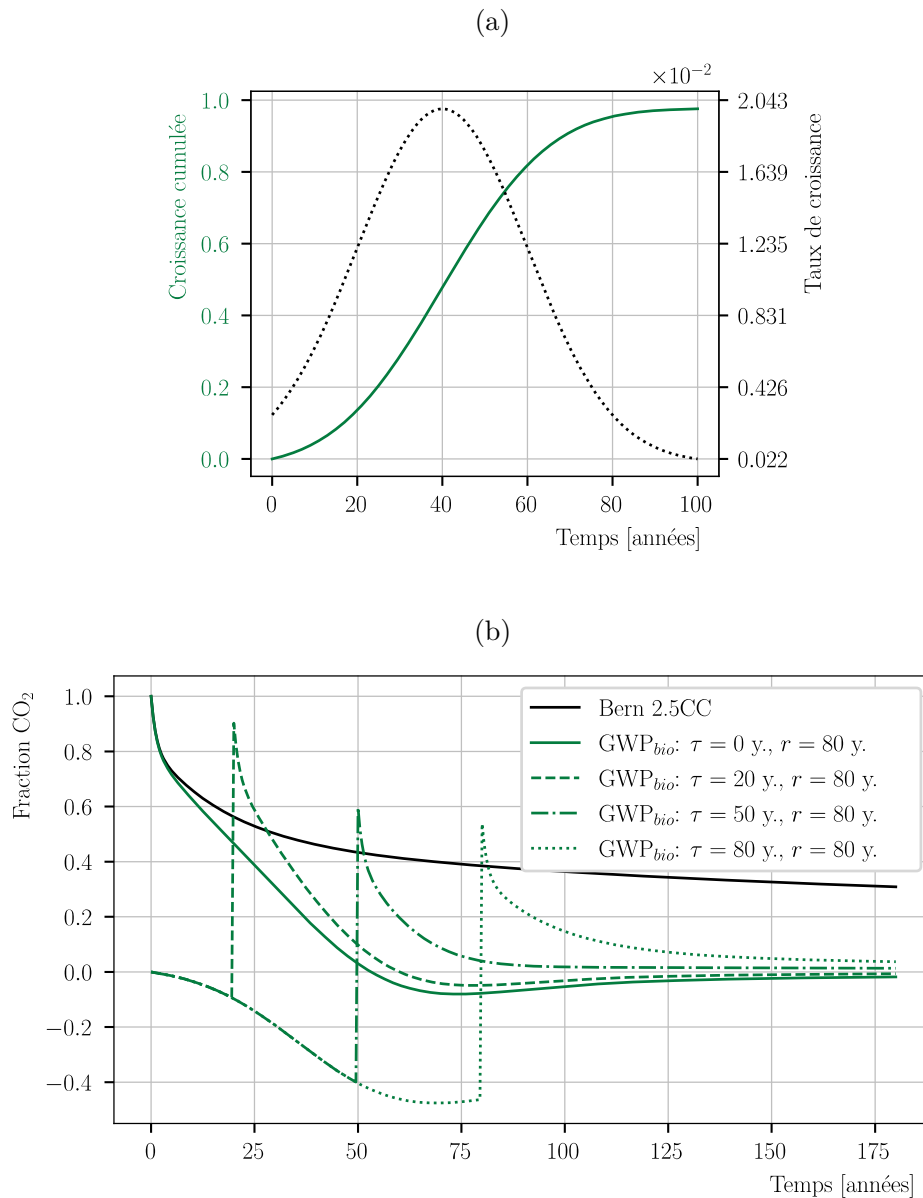 (a)
×10⁻²
1.0 2.043
0.8 1.639
0.6 1.235
0.4 0.831
0.2 0.426
0.0 0.022
Croissance cumulée
Taux de croissance
0 20 40 60 80 100
Temps [années]
(b)
Fraction CO₂
1.0
0.8
0.6
0.4
0.2
0.0
−0.2
−0.4
Bern 2.5CC
GWP_bio: τ = 0 y., r = 80 y.
GWP_bio: τ = 20 y., r = 80 y.
GWP_bio: τ = 50 y., r = 80 y.
GWP_bio: τ = 80 y., r = 80 y.
0 25 50 75 100 125 150 175
Temps [années]